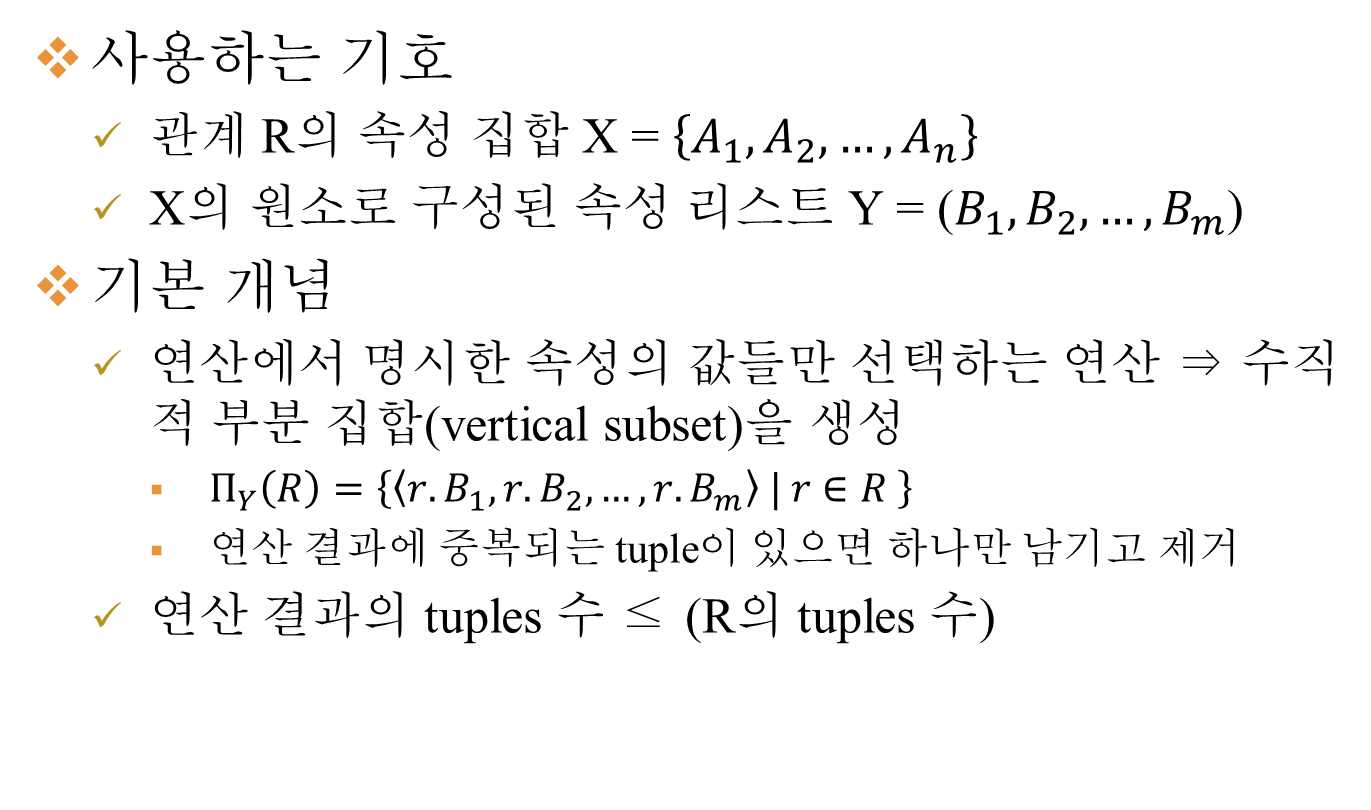 ❖ 사용하는 기호
✓ 관계 R의 속성 집합 X = {A₁, A₂, … , Aₙ}
✓ X의 원소로 구성된 속성 리스트 Y = (B₁, B₂, … , Bₘ)
❖ 기본 개념
✓ 연산에서 명시한 속성의 값들만 선택하는 연산 ⇒ 수직
적 부분 집합(vertical subset)을 생성
▪ Π_Y(R) = {⟨r.B₁, r.B₂, … , r.Bₘ⟩ | r ∈ R }
▪ 연산 결과에 중복되는 tuple이 있으면 하나만 남기고 제거
✓ 연산 결과의 tuples 수 ≤ (R의 tuples 수)